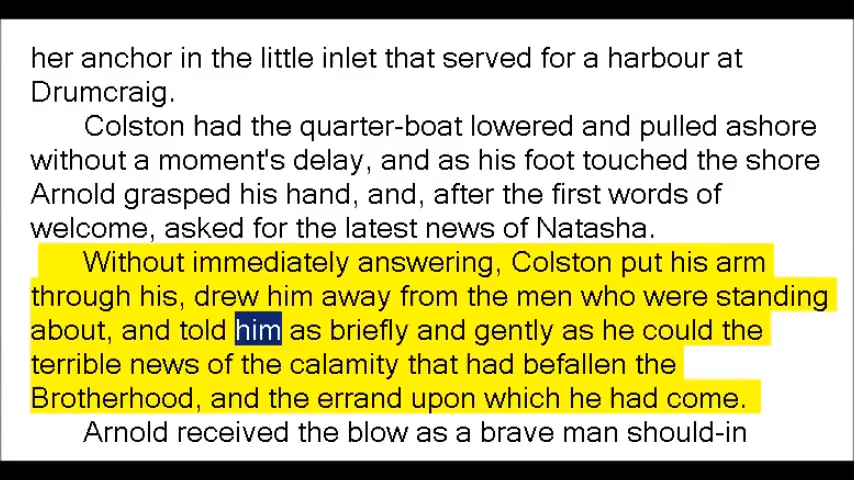 her anchor in the little inlet that served for a harbour at
Drumcraig.
Colston had the quarter-boat lowered and pulled ashore
without a moment's delay, and as his foot touched the shore
Arnold grasped his hand, and, after the first words of
welcome, asked for the latest news of Natasha.
Without immediately answering, Colston put his arm
through his, drew him away from the men who were standing
about, and told him as briefly and gently as he could the
terrible news of the calamity that had befallen the
Brotherhood, and the errand upon which he had come.
Arnold received the blow as a brave man should-in